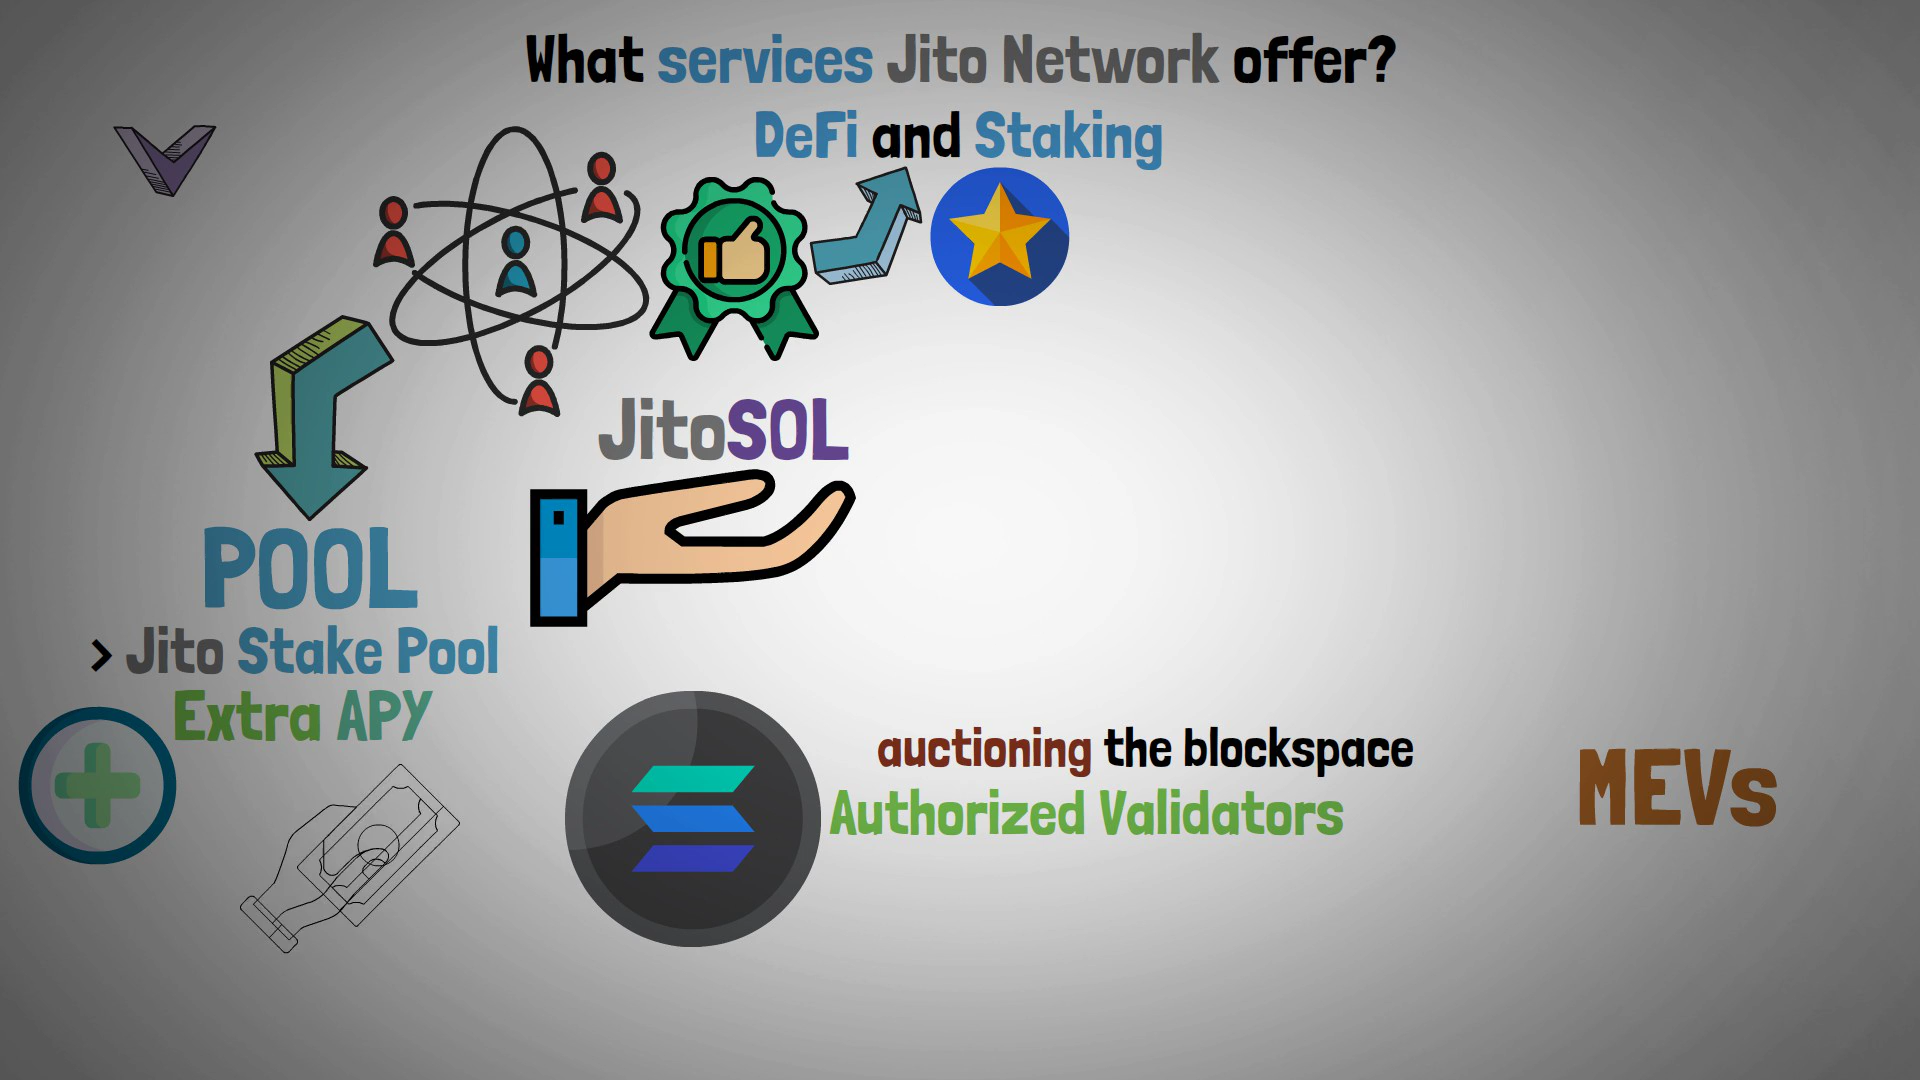 What services Jito Network offer?
DeFi and Staking
JitoSOL
POOL
> Jito Stake Pool
Extra APY
auctioning the blockspace
Authorized Validators
MEVs